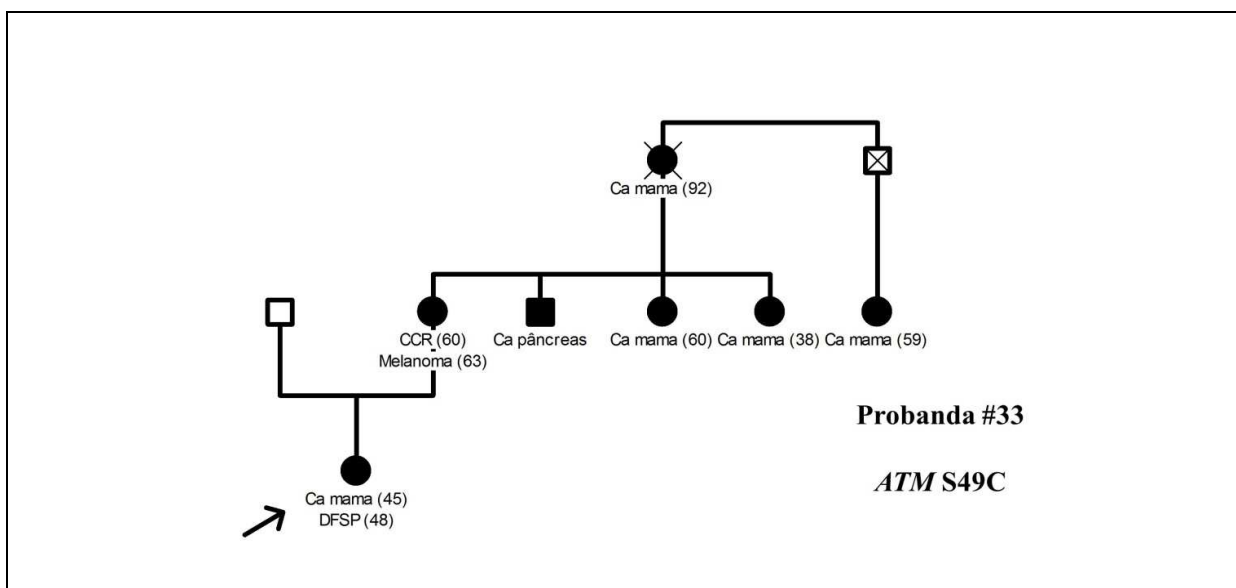 Ca mama (92)
CCR (60)
Melanoma (63)
Ca pâncreas
Ca mama (60)
Ca mama (38)
Ca mama (59)
Probanda #33
ATM S49C
Ca mama (45)
DFSP (48)